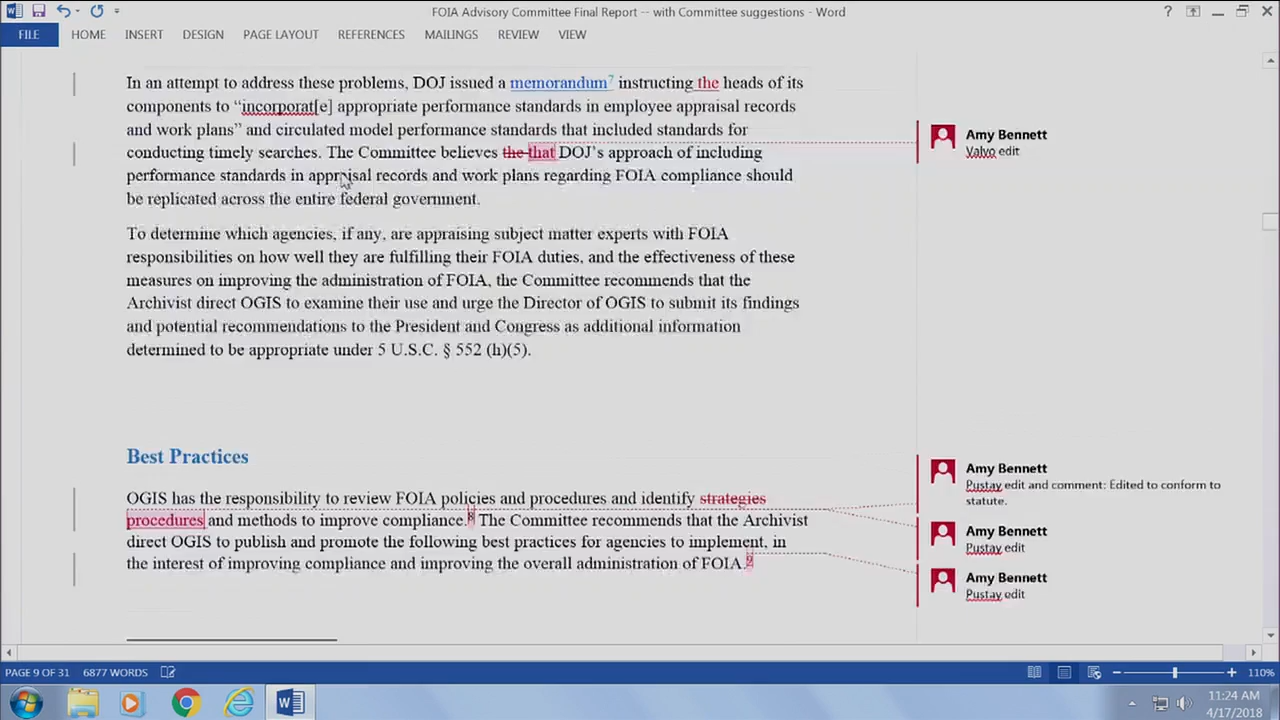 FOIA Advisory Committee Final Report -- with Committee suggestions - Word
?
FILE HOME INSERT DESIGN PAGE LAYOUT REFERENCES MAILINGS REVIEW VIEW
In an attempt to address these problems, DOJ issued a memorandum7 instructing the heads of its
components to “incorporat[e] appropriate performance standards in employee appraisal records
and work plans” and circulated model performance standards that included standards for
conducting timely searches. The Committee believes the that DOJ’s approach of including
performance standards in appraisal records and work plans regarding FOIA compliance should
be replicated across the entire federal government.
Amy Bennett
Valvo edit
To determine which agencies, if any, are appraising subject matter experts with FOIA
responsibilities on how well they are fulfilling their FOIA duties, and the effectiveness of these
measures on improving the administration of FOIA, the Committee recommends that the
Archivist direct OGIS to examine their use and urge the Director of OGIS to submit its findings
and potential recommendations to the President and Congress as additional information
determined to be appropriate under 5 U.S.C. § 552 (h)(5).
Best Practices
OGIS has the responsibility to review FOIA policies and procedures and identify strategies
procedures and methods to improve compliance.8 The Committee recommends that the Archivist
direct OGIS to publish and promote the following best practices for agencies to implement, in
the interest of improving compliance and improving the overall administration of FOIA.9
Amy Bennett
Pustay edit and comment: Edited to conform to
statute.
Amy Bennett
Pustay edit
Amy Bennett
Pustay edit
PAGE 9 OF 31 6877 WORDS 110%
11:24 AM
4/17/2018